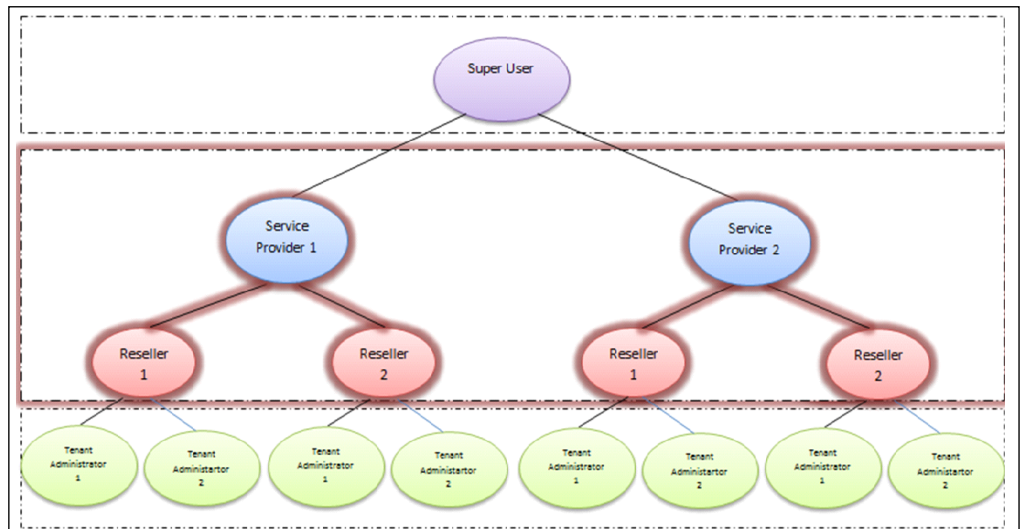 Super User
Service
Provider 1
Service
Provider 2
Reseller
1
Reseller
2
Reseller
1
Reseller
2
Tenant
Administrator
1
Tenant
Administartor
2
Tenant
Administrator
1
Tenant
Administartor
2
Tenant
Administrator
1
Tenant
Administartor
2
Tenant
Administrator
1
Tenant
Administartor
2